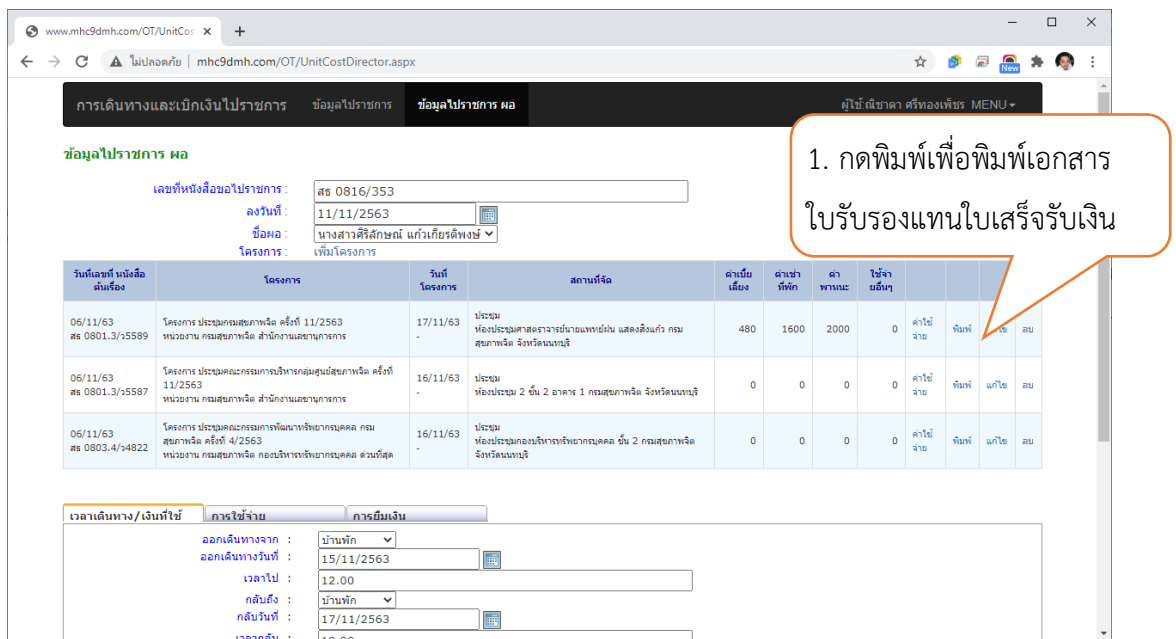 www.mhc9dmh.com/OT/UnitCos
ไม่ปลอดภัย | mhc9dmh.com/OT/UnitCostDirector.aspx
New
การเดินทางและเบิกเงินไปราชการ ข้อมูลไปราชการ ข้อมูลไปราชการ ผอ ผู้ใช้:ณิชาดา ศรีทองเพ็ชร MENU
ข้อมูลไปราชการ ผอ
1. กดพิมพ์เพื่อพิมพ์เอกสาร
ใบรับรองแทนใบเสร็จรับเงิน
เลขที่หนังสือขอไปราชการ : สธ 0816/353
ลงวันที่ : 11/11/2563
ชื่อผอ : นางสาวศิริลักษณ์ แก้วเกียรติพงษ์
โครงการ : เพิ่มโครงการ
วันที่เลขที่ หนังสือต้นเรื่อง โครงการ วันที่โครงการ สถานที่จัด ค่าเบี้ยเลี้ยง ค่าเช่าที่พัก ค่าพาหนะ ใช้จ่ายอื่นๆ
06/11/63 โครงการ ประชุมกรมสุขภาพจิต ครั้งที่ 11/2563 17/11/63 ประชุม
สธ 0801.3/ว5589 หน่วยงาน กรมสุขภาพจิต สำนักงานเลขานุการกรม - ห้องประชุมศาสตราจารย์นายแพทย์ฝน แสงสิงแก้ว กรม
สุขภาพจิต จังหวัดนนทบุรี 480 1600 2000 0 ค่าใช้จ่าย พิมพ์ ลบ
06/11/63 โครงการ ประชุมคณะกรรมการบริหารกลุ่มศูนย์สุขภาพจิต ครั้งที่ 16/11/63 ประชุม
สธ 0801.3/ว5587 11/2563 - ห้องประชุม 2 ชั้น 2 อาคาร 1 กรมสุขภาพจิต จังหวัดนนทบุรี 0 0 0 0 ค่าใช้จ่าย พิมพ์ แก้ไข ลบ
หน่วยงาน กรมสุขภาพจิต สำนักงานเลขานุการกรม
06/11/63 โครงการ ประชุมคณะกรรมการพัฒนาทรัพยากรบุคคล กรม 16/11/63 ประชุม
สธ 0803.4/ว4822 สุขภาพจิต ครั้งที่ 4/2563 - ห้องประชุมกองบริหารทรัพยากรบุคคล ชั้น 2 กรมสุขภาพจิต
หน่วยงาน กรมสุขภาพจิต กองบริหารทรัพยากรบุคคล ด่วนที่สุด จังหวัดนนทบุรี 0 0 0 0 ค่าใช้จ่าย พิมพ์ แก้ไข ลบ
เวลาเดินทาง/เงินที่ใช้ การใช้จ่าย การยืมเงิน
ออกเดินทางจาก : บ้านพัก
ออกเดินทางวันที่ : 15/11/2563
เวลาไป : 12.00
กลับถึง : บ้านพัก
กลับวันที่ : 17/11/2563